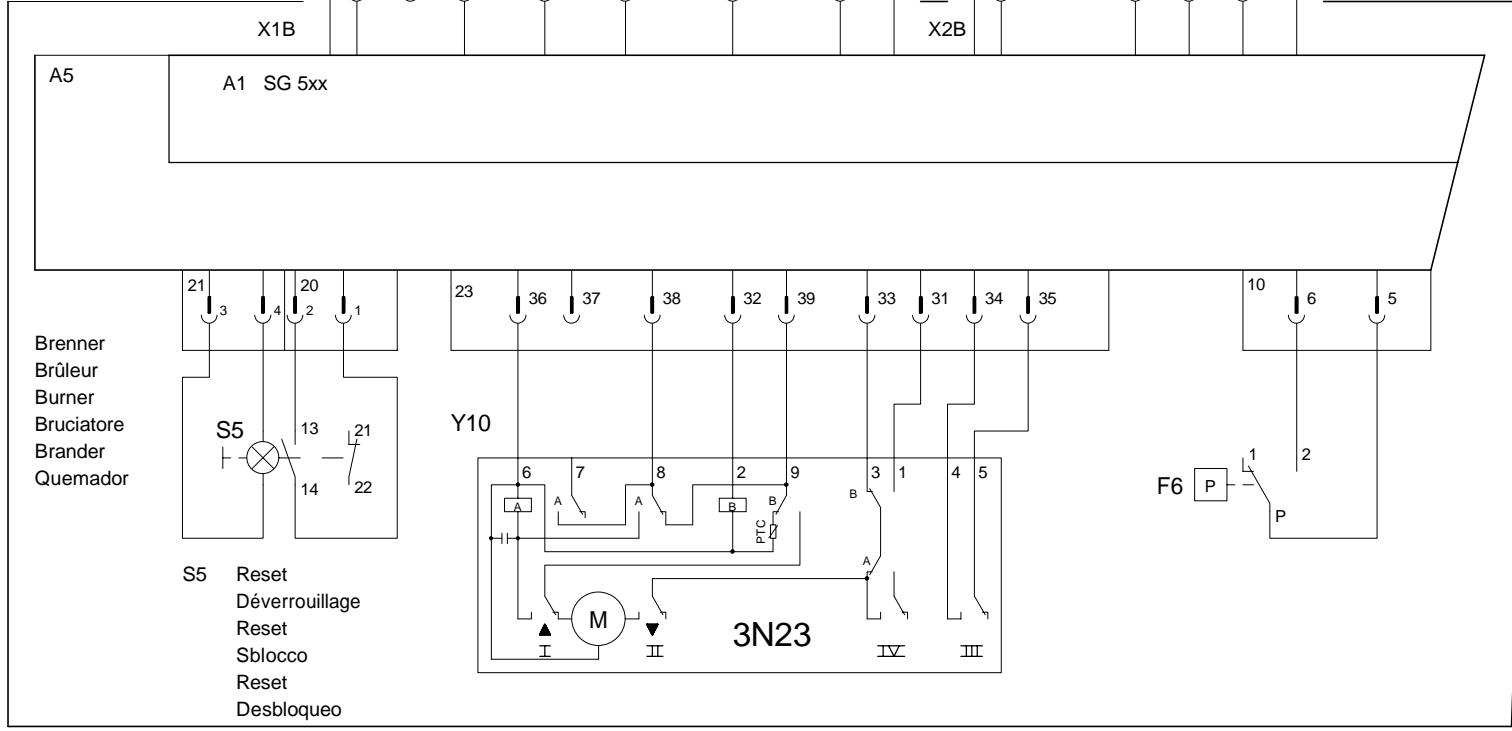 X1B X2B
A5
A1 SG 5xx
21 20 23 10
3 4 2 1 36 37 38 32 39 33 31 34 35 6 5
Brenner
Brûleur
Burner
Bruciatore
Brander
Quemador
S5 13 21
14 22
Y10
6 7 8 2 9 3 1 4 5
A A A B B B
PTC
A
M
I II IV III
3N23
F6 P 1 2
P
S5 Reset
Déverrouillage
Reset
Sblocco
Reset
Desbloqueo